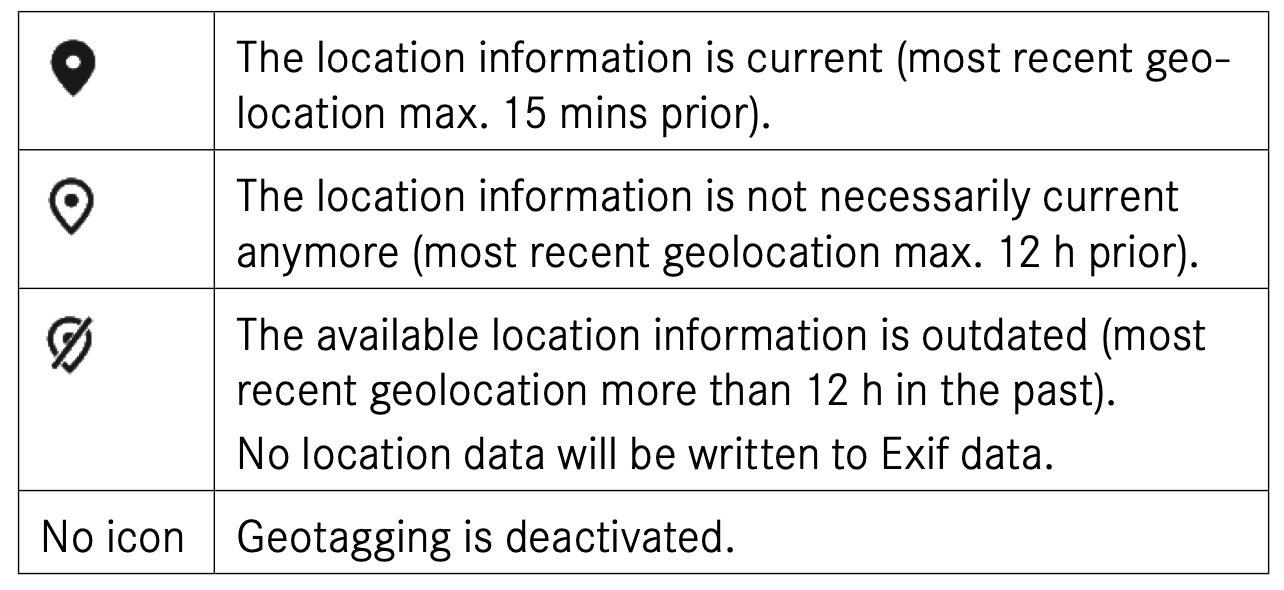 The location information is current (most recent geo-
location max. 15 mins prior).
The location information is not necessarily current
anymore (most recent geolocation max. 12 h prior).
The available location information is outdated (most
recent geolocation more than 12 h in the past).
No location data will be written to Exif data.
No icon
Geotagging is deactivated.